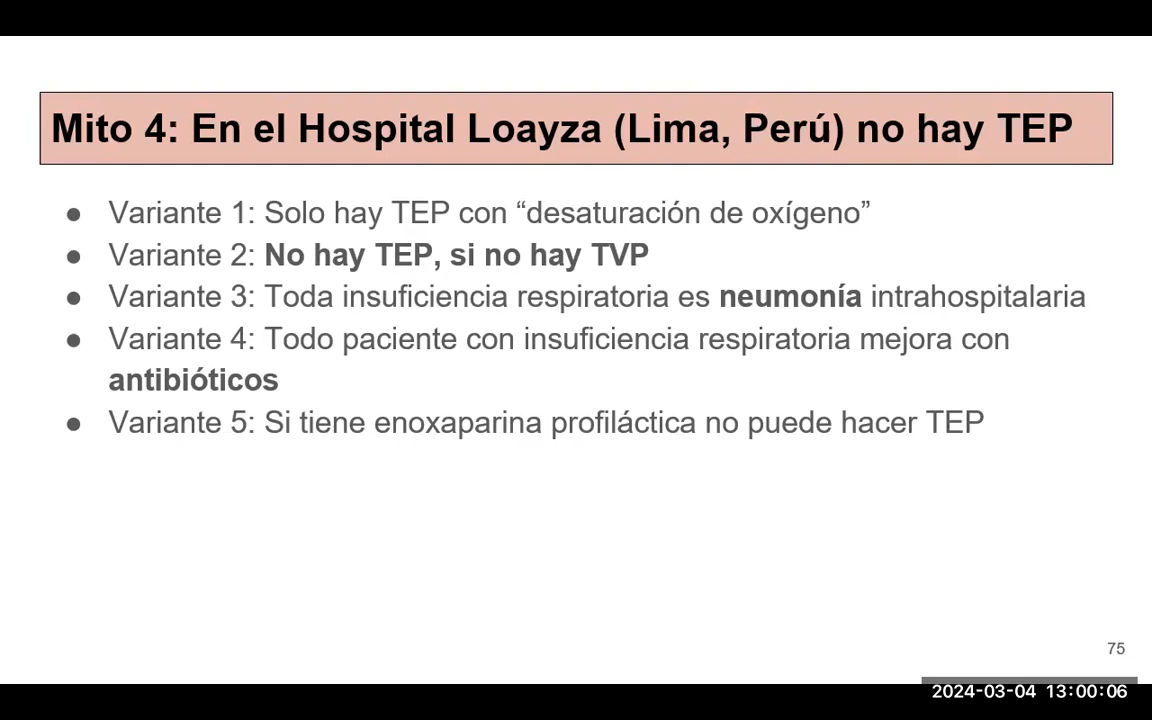 Mito 4: En el Hospital Loayza (Lima, Perú) no hay TEP
● Variante 1: Solo hay TEP con “desaturación de oxígeno”
● Variante 2: No hay TEP, si no hay TVP
● Variante 3: Toda insuficiencia respiratoria es neumonía intrahospitalaria
● Variante 4: Todo paciente con insuficiencia respiratoria mejora con
antibióticos
● Variante 5: Si tiene enoxaparina profiláctica no puede hacer TEP
75
2024-03-04 13:00:06